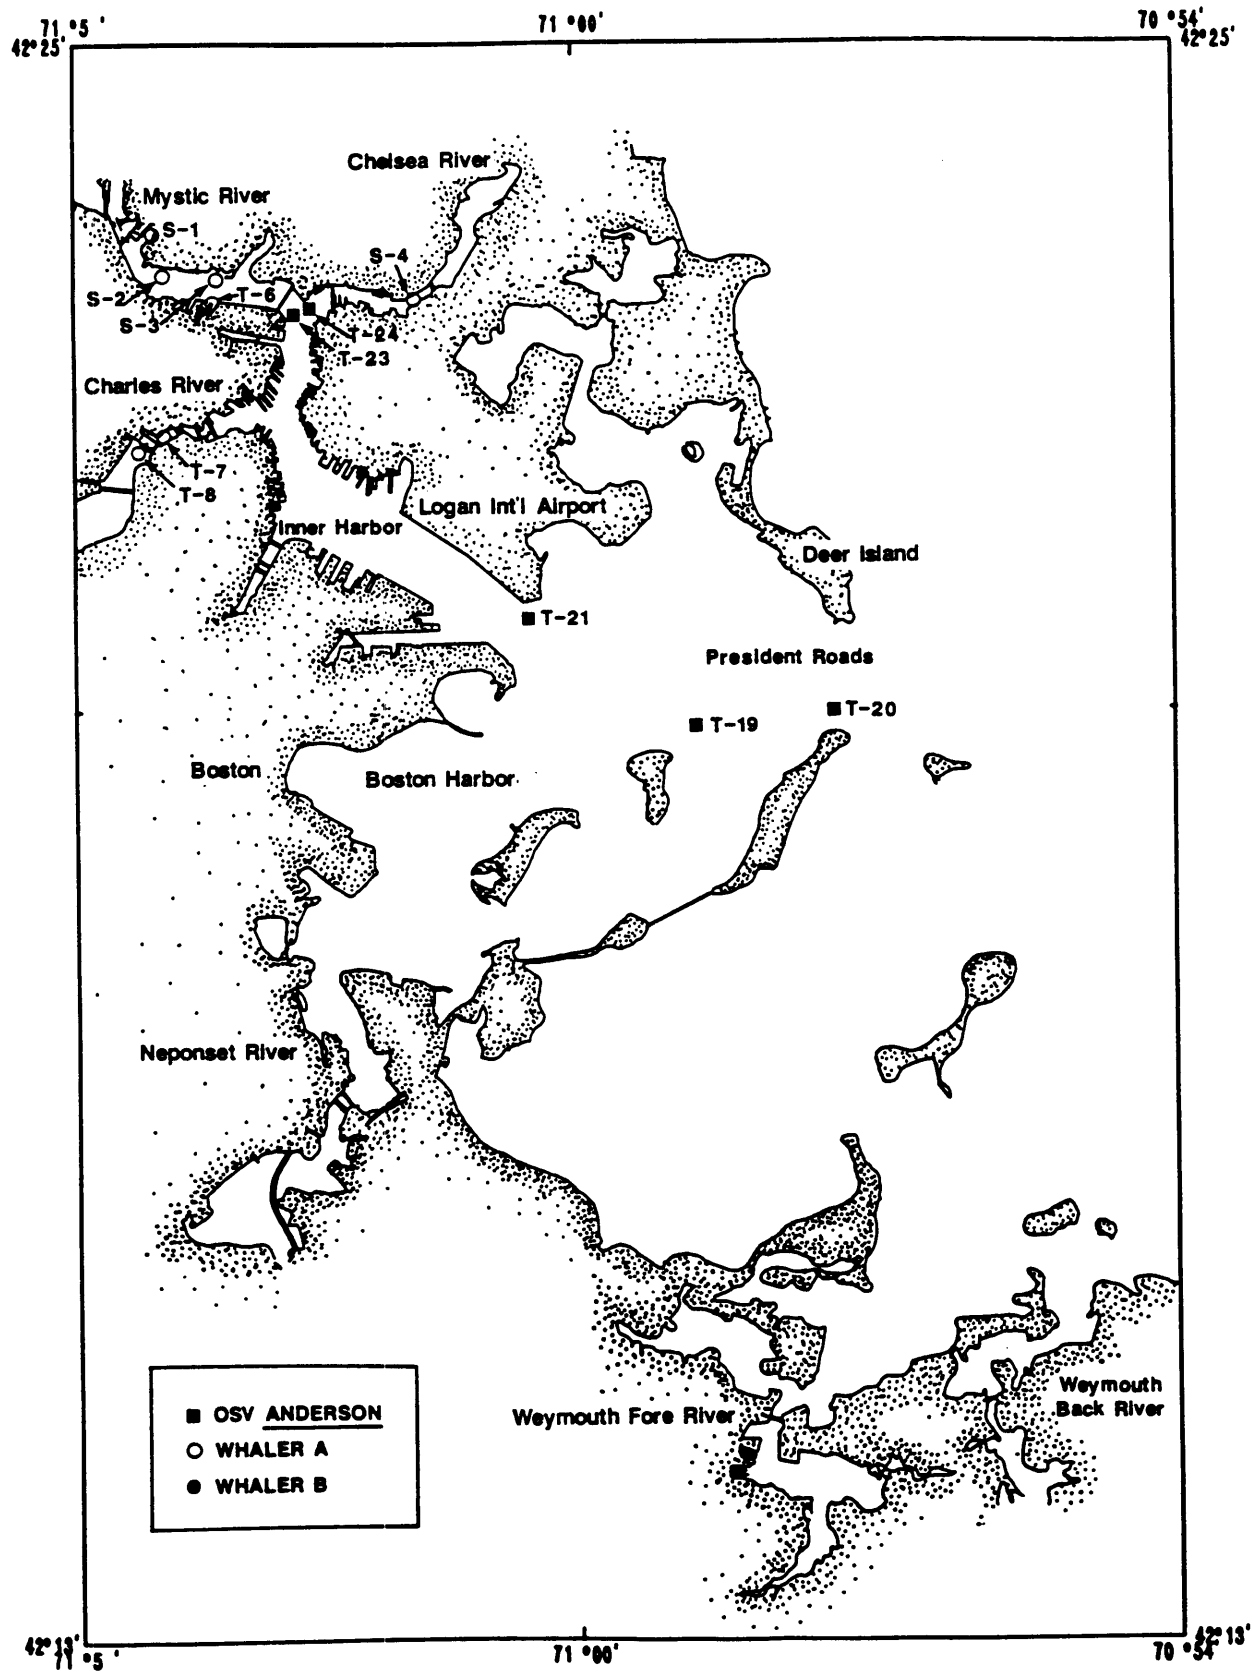 71 °5 '
71 °00'
70 °54'
42°25'
42°25'
Chelsea River
Mystic River
S-1
S-4
S-2
T-6
S-3
T-24
T-23
Charles River
T-7
T-8
Logan Int'l Airport
Inner Harbor
Deer Island
T-21
President Roads
T-20
T-19
Boston
Boston Harbor
Neponset River
Weymouth
Back River
Weymouth Fore River
OSV ANDERSON
WHALER A
WHALER B
42°13'
71 °5'
71 °00'
70 °54'
42°13'